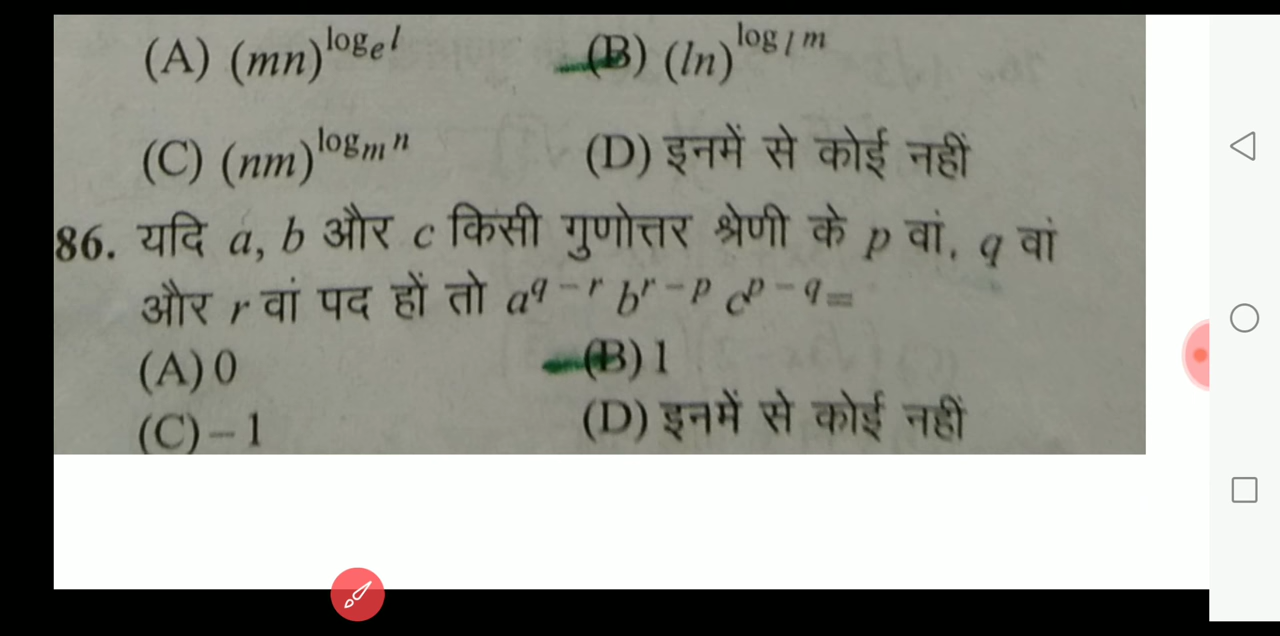 (A) (mn)^{log_e l} (B) (ln)^{log_l m}
(C) (nm)^{log_m n} (D) इनमें से कोई नहीं
86. यदि a, b और c किसी गुणोत्तर श्रेणी के p वां, q वां
और r वां पद हों तो a^{q-r} b^{r-p} c^{p-q} =
(A) 0 (B) 1
(C) – 1 (D) इनमें से कोई नहीं